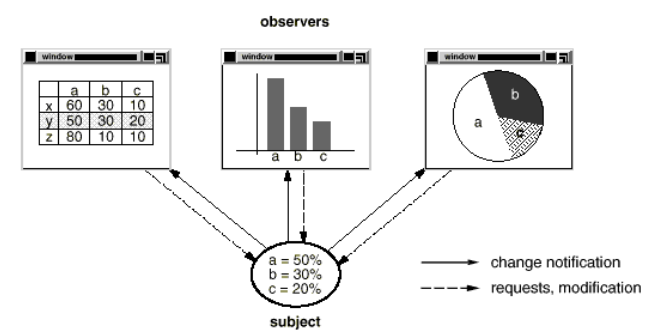 observers
window
a b c
x 60 30 10
y 50 30 20
z 80 10 10
window
a b c
window
a
b
c
a = 50%
b = 30%
c = 20%
subject
change notification
requests, modification